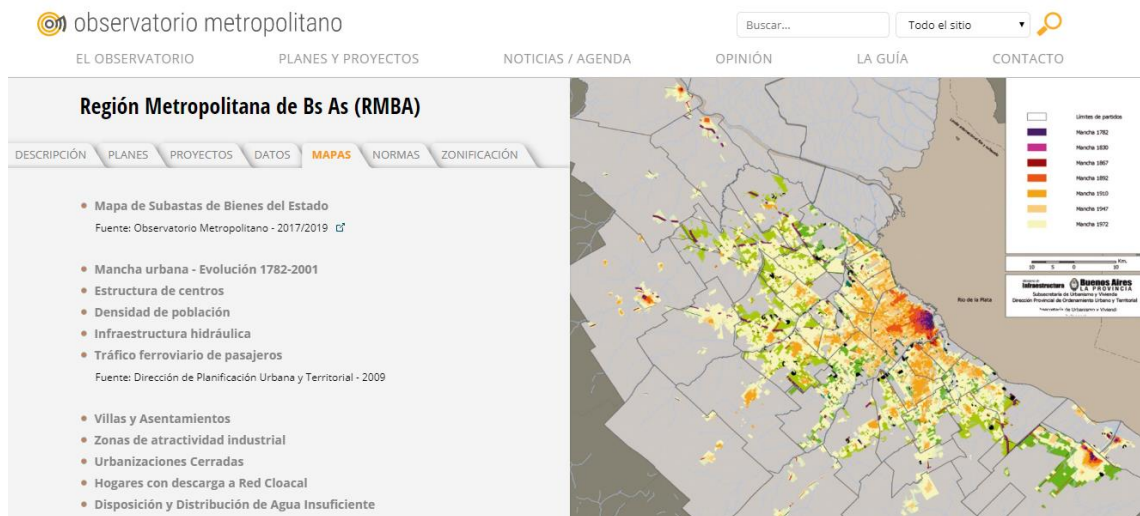 observatorio metropolitano
Buscar...
Todo el sitio
EL OBSERVATORIO
PLANES Y PROYECTOS
NOTICIAS / AGENDA
OPINIÓN
LA GUÍA
CONTACTO
Región Metropolitana de Bs As (RMBA)
DESCRIPCIÓN
PLANES
PROYECTOS
DATOS
MAPAS
NORMAS
ZONIFICACIÓN
Mapa de Subastas de Bienes del Estado
Fuente: Observatorio Metropolitano - 2017/2019
Mancha urbana - Evolución 1782-2001
Estructura de centros
Densidad de población
Infraestructura hidráulica
Tráfico ferroviario de pasajeros
Fuente: Dirección de Planificación Urbana y Territorial - 2009
Villas y Asentamientos
Zonas de atractividad industrial
Urbanizaciones Cerradas
Hogares con descarga a Red Cloacal
Disposición y Distribución de Agua Insuficiente
Río de la Plata
Límites de partidos
Mancha 1782
Mancha 1830
Mancha 1867
Mancha 1892
Mancha 1910
Mancha 1947
Mancha 1972
10 5 0 10
Km.
Infraestructura
Buenos Aires
LA PROVINCIA
Subsecretaría de Urbanismo y Vivienda
Dirección Provincial de Ordenamiento Urbano y Territorial